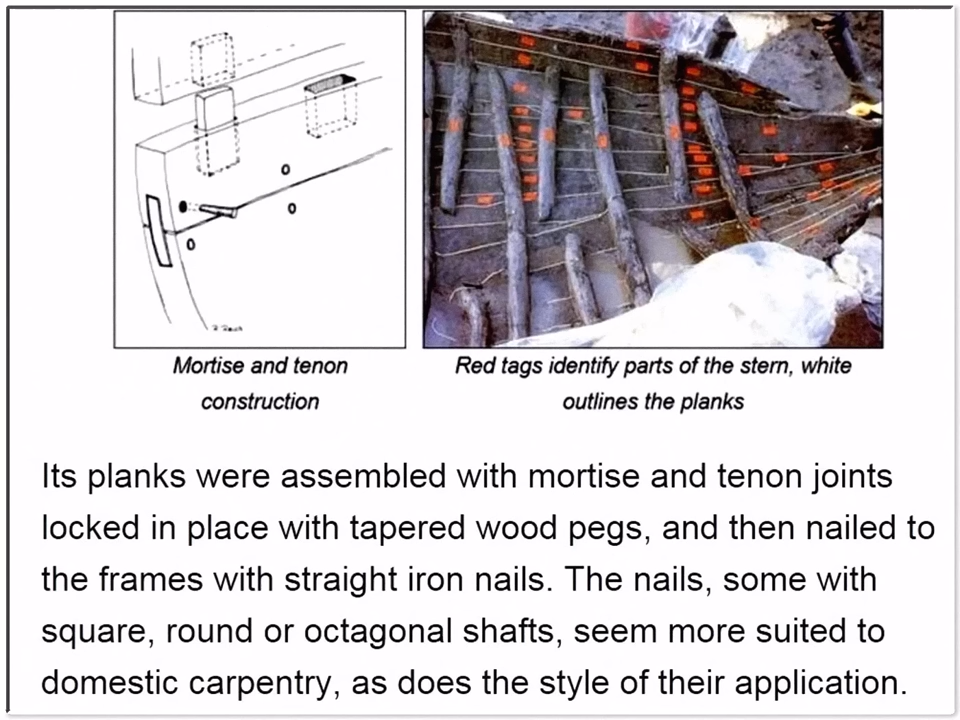 Mortise and tenon
construction
Red tags identify parts of the stern, white
outlines the planks
Its planks were assembled with mortise and tenon joints
locked in place with tapered wood pegs, and then nailed to
the frames with straight iron nails. The nails, some with
square, round or octagonal shafts, seem more suited to
domestic carpentry, as does the style of their application.